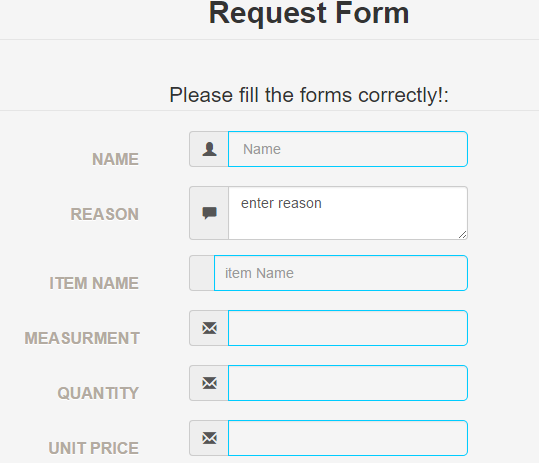 Request Form
Please fill the forms correctly!:
NAME Name
REASON enter reason
ITEM NAME item Name
MEASURMENT
QUANTITY
UNIT PRICE